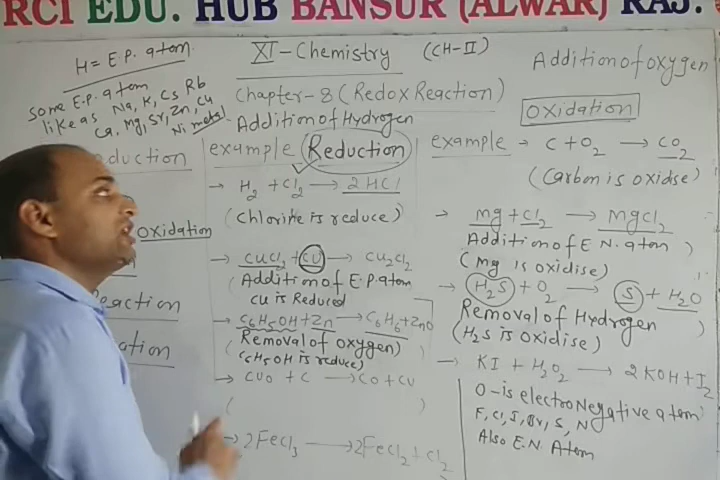 RCI EDU. HUB BANSUR (ALWAR) RAJ.
H = E.P. atom
some E.P. atom
like as Na, K, Cs Rb
Ca, Mg, Sr, Zn, Cu
Ni metal
XI-Chemistry (CH-II)
Chapter-8 (Redox Reaction)
Addition of Hydrogen
example Reduction
→ H2 + Cl2 → 2HCl
(Chlorine is reduce)
→ CuCl2 + Cu → Cu2Cl2
(Addition of E.P. atom
Cu is Reduced
→ C6H5OH + Zn → C6H6 + ZnO
(Removal of oxygen)
C6H5OH is reduce)
→ CuO + C → CO + Cu
( )
→ 2FeCl3 → 2FeCl2 + Cl2
Addition of oxygen
Oxidation
example → C + O2 → CO2
(Carbon is oxidse)
→ Mg + Cl2 → MgCl2
Addition of E N. atom )
(Mg is oxidise)
→ H2S + O2 → S + H2O
Removal of Hydrogen
(H2S is oxidise)
→ KI + H2O2 → 2KOH + I2
O-is electroNegative atom
F, Cl, I, Br, S, N
Also E.N. Atom
oduction
oxidation
eaction
ation